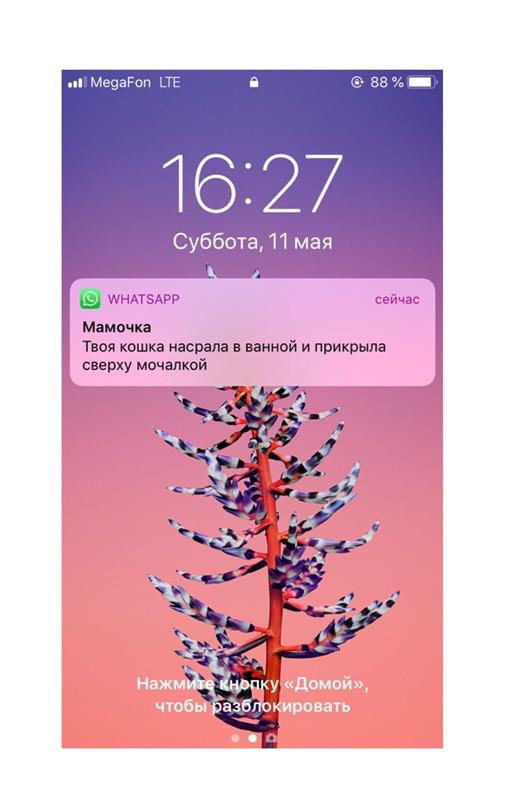 MegaFon LTE 88 %
16:27
Суббота, 11 мая
WHATSAPP сейчас
Мамочка
Твоя кошка насрала в ванной и прикрыла
сверху мочалкой
Нажмите кнопку «Домой»,
чтобы разблокировать